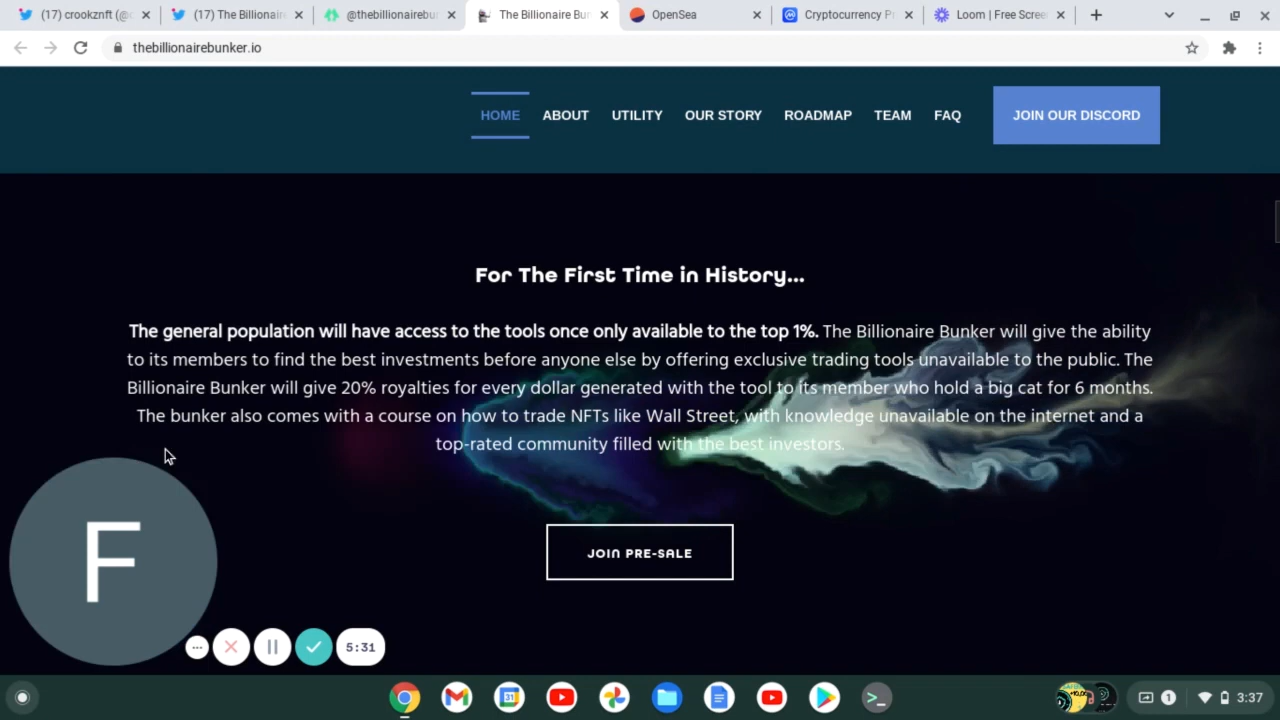 (17) crookznft (@c
(17) The Billionair
@thebillionairebu
The Billionaire Bun
OpenSea
Cryptocurrency P
Loom | Free Scree
thebillionairebunker.io
HOME
ABOUT
UTILITY
OUR STORY
ROADMAP
TEAM
FAQ
JOIN OUR DISCORD
For The First Time in History...
The general population will have access to the tools once only available to the top 1%. The Billionaire Bunker will give the ability
to its members to find the best investments before anyone else by offering exclusive trading tools unavailable to the public. The
Billionaire Bunker will give 20% royalties for every dollar generated with the tool to its member who hold a big cat for 6 months.
The bunker also comes with a course on how to trade NFTs like Wall Street, with knowledge unavailable on the internet and a
top-rated community filled with the best investors.
JOIN PRE-SALE
F
5:31
31
1
3:37